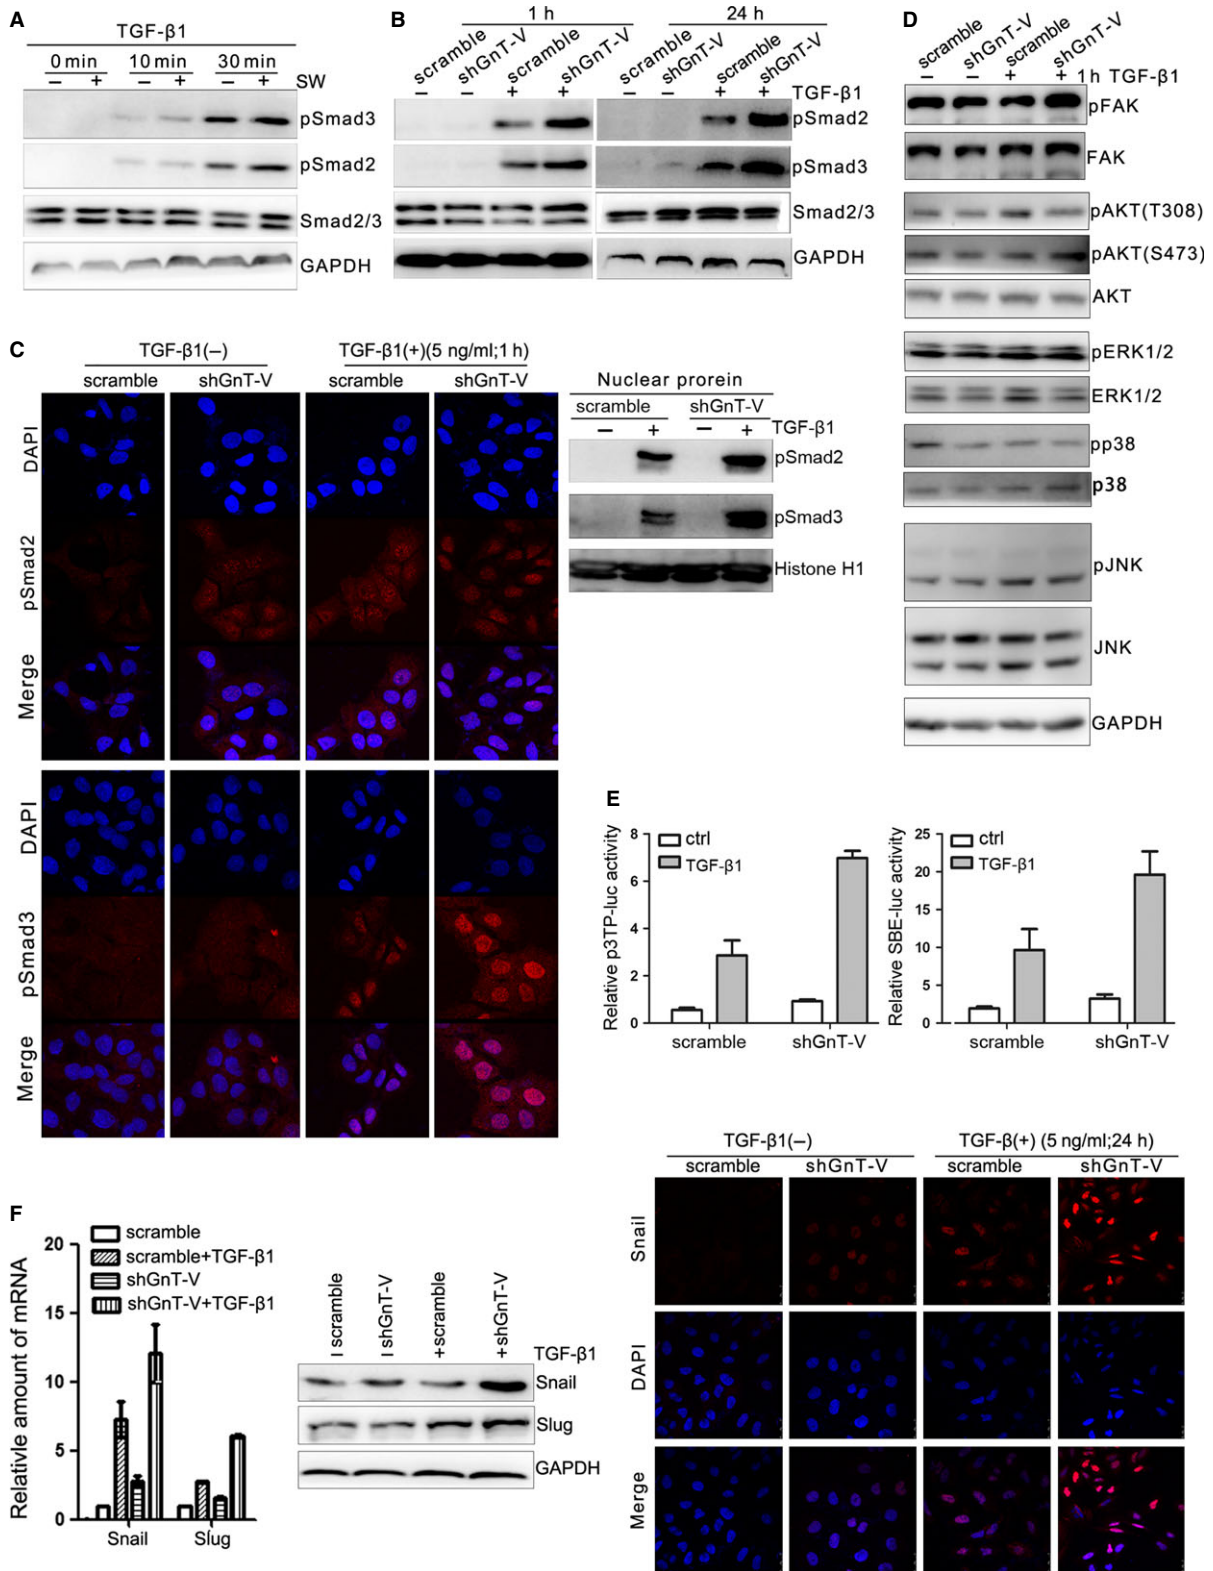 A
TGF-β1
0 min 10 min 30 min
– + – + – + SW
pSmad3
pSmad2
Smad2/3
GAPDH
B
1 h 24 h
scramble shGnT-V scramble shGnT-V scramble shGnT-V scramble shGnT-V
– – + + – – + + TGF-β1
pSmad2
pSmad3
Smad2/3
GAPDH
C
TGF-β1(–) TGF-β1(+)(5 ng/ml;1 h)
scramble shGnT-V scramble shGnT-V
DAPI
pSmad2
Merge
DAPI
pSmad3
Merge
Nuclear prorein
scramble shGnT-V
– + – + TGF-β1
pSmad2
pSmad3
Histone H1
D
scramble shGnT-V scramble shGnT-V
– – + + 1h TGF-β1
pFAK
FAK
pAKT(T308)
pAKT(S473)
AKT
pERK1/2
ERK1/2
pp38
p38
pJNK
JNK
GAPDH
E
Relative p3TP-luc activity
8
6
4
2
0
ctrl
TGF-β1
scramble shGnT-V
Relative SBE-luc activity
25
20
15
10
5
0
ctrl
TGF-β1
scramble shGnT-V
F
Relativle amount of mRNA
20
15
10
5
0
scramble
scramble+TGF-β1
shGnT-V
shGnT-V+TGF-β1
Snail Slug
– scramble – shGnT-V + scramble + shGnT-V
TGF-β1
Snail
Slug
GAPDH
TGF-β1(–) TGF-β(+) (5 ng/ml;24 h)
scramble shGnT-V scramble shGnT-V
Snail
DAPI
Merge